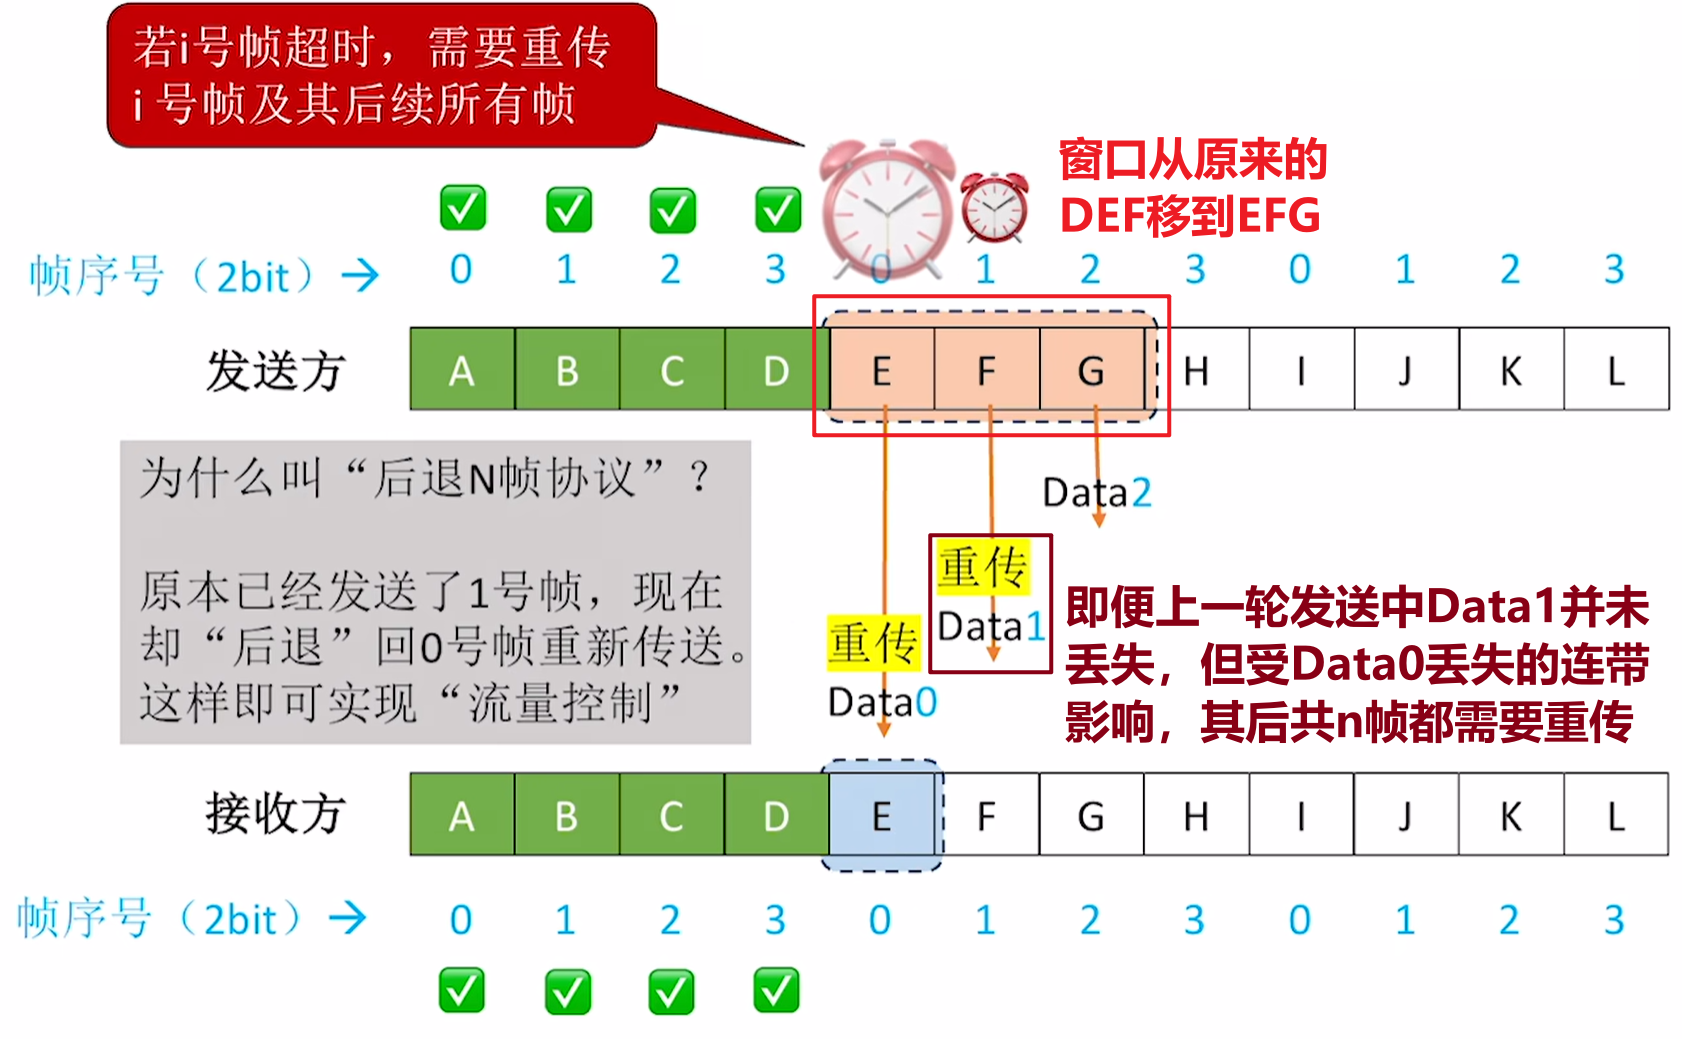 若i号帧超时，需要重传
i 号帧及其后续所有帧
窗口从原来的
DEF移到EFG
帧序号（2bit）→ 0 1 2 3 0 1 2 3 0 1 2 3
发送方 A B C D E F G H I J K L
为什么叫“后退N帧协议”？
原本已经发送了1号帧，现在
却“后退”回0号帧重新传送。
这样即可实现“流量控制”
Data2
重传
Data1
重传
Data0
即便上一轮发送中Data1并未
丢失，但受Data0丢失的连带
影响，其后共n帧都需要重传
接收方 A B C D E F G H I J K L
帧序号（2bit）→ 0 1 2 3 0 1 2 3 0 1 2 3